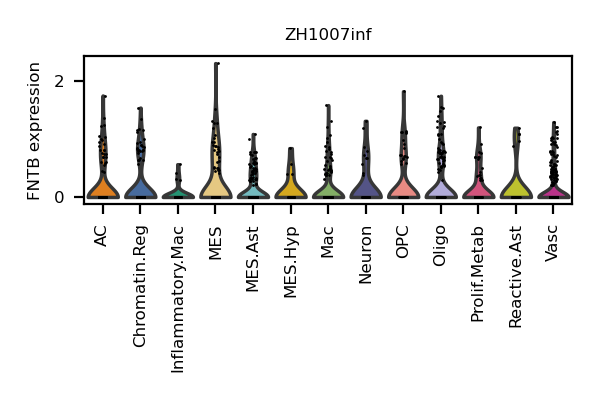 ZH1007inf
FNTB expression
2
0
AC
Chromatin.Reg
Inflammatory.Mac
MES
MES.Ast
MES.Hyp
Mac
Neuron
OPC
Oligo
Prolif.Metab
Reactive.Ast
Vasc